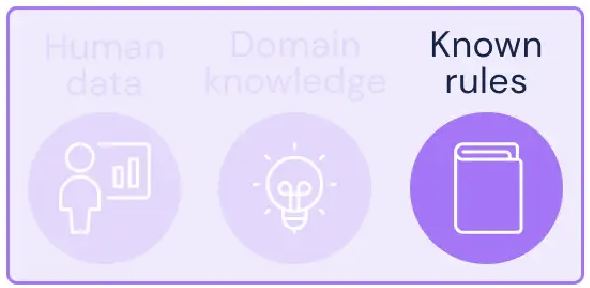 Human
data
Domain
knowledge
Known
rules